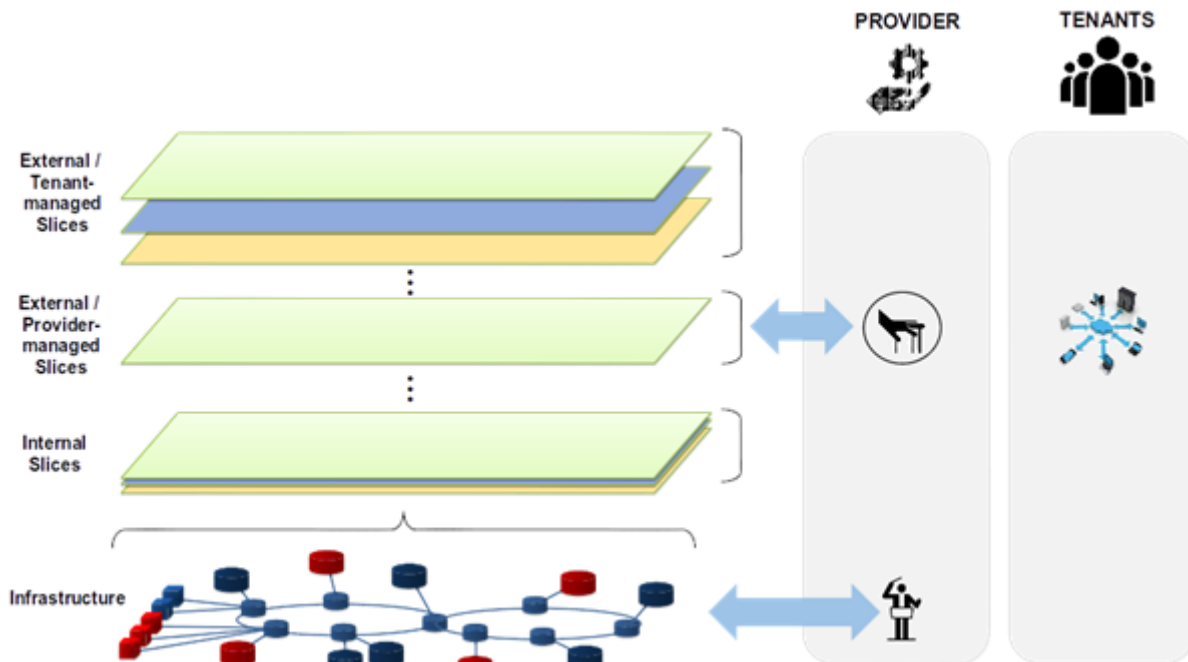 PROVIDER
TENANTS
External /
Tenant-
managed
Slices
External /
Provider-
managed
Slices
Internal
Slices
Infrastructure